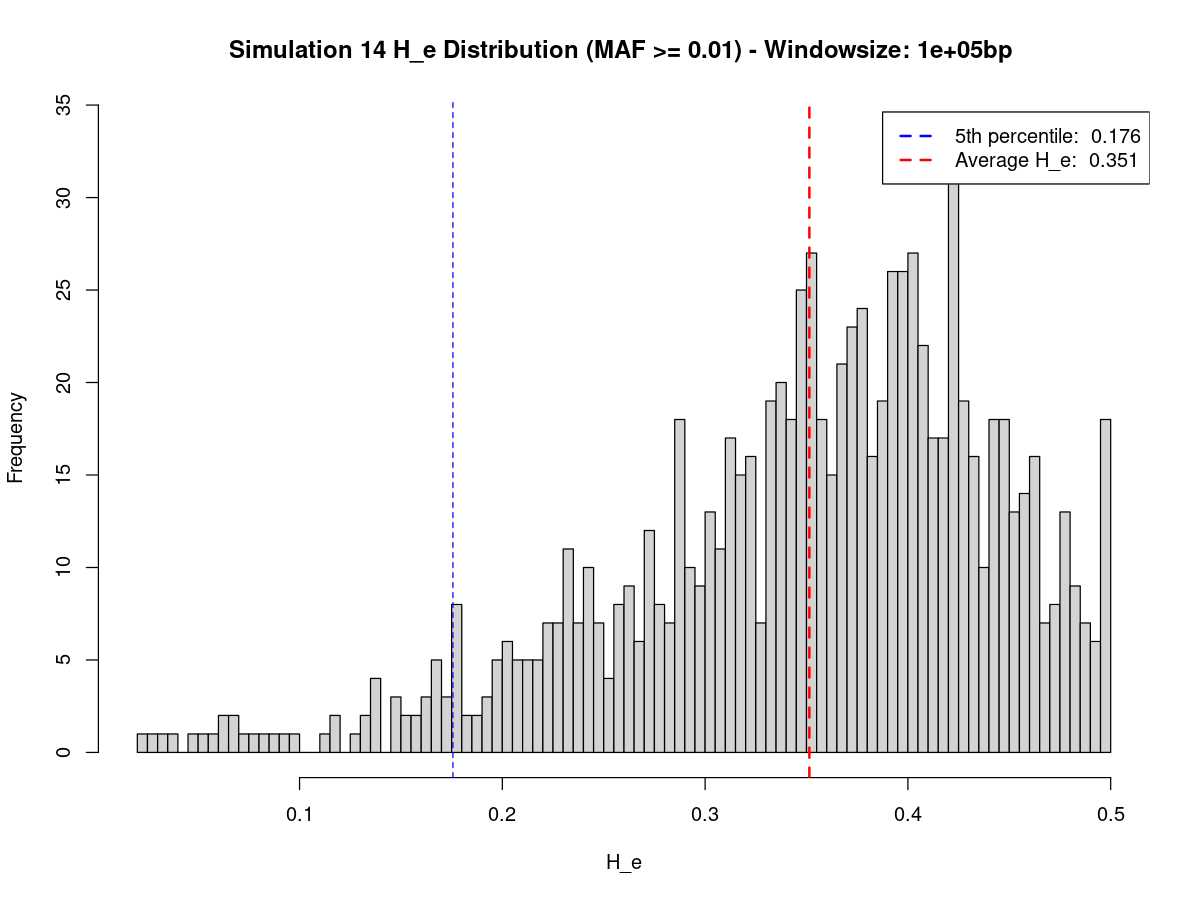 Simulation 14 H_e Distribution (MAF >= 0.01) - Windowsize: 1e+05bp
5th percentile: 0.176
Average H_e: 0.351
Frequency
35
30
25
20
15
10
5
0
0.1 0.2 0.3 0.4 0.5
H_e